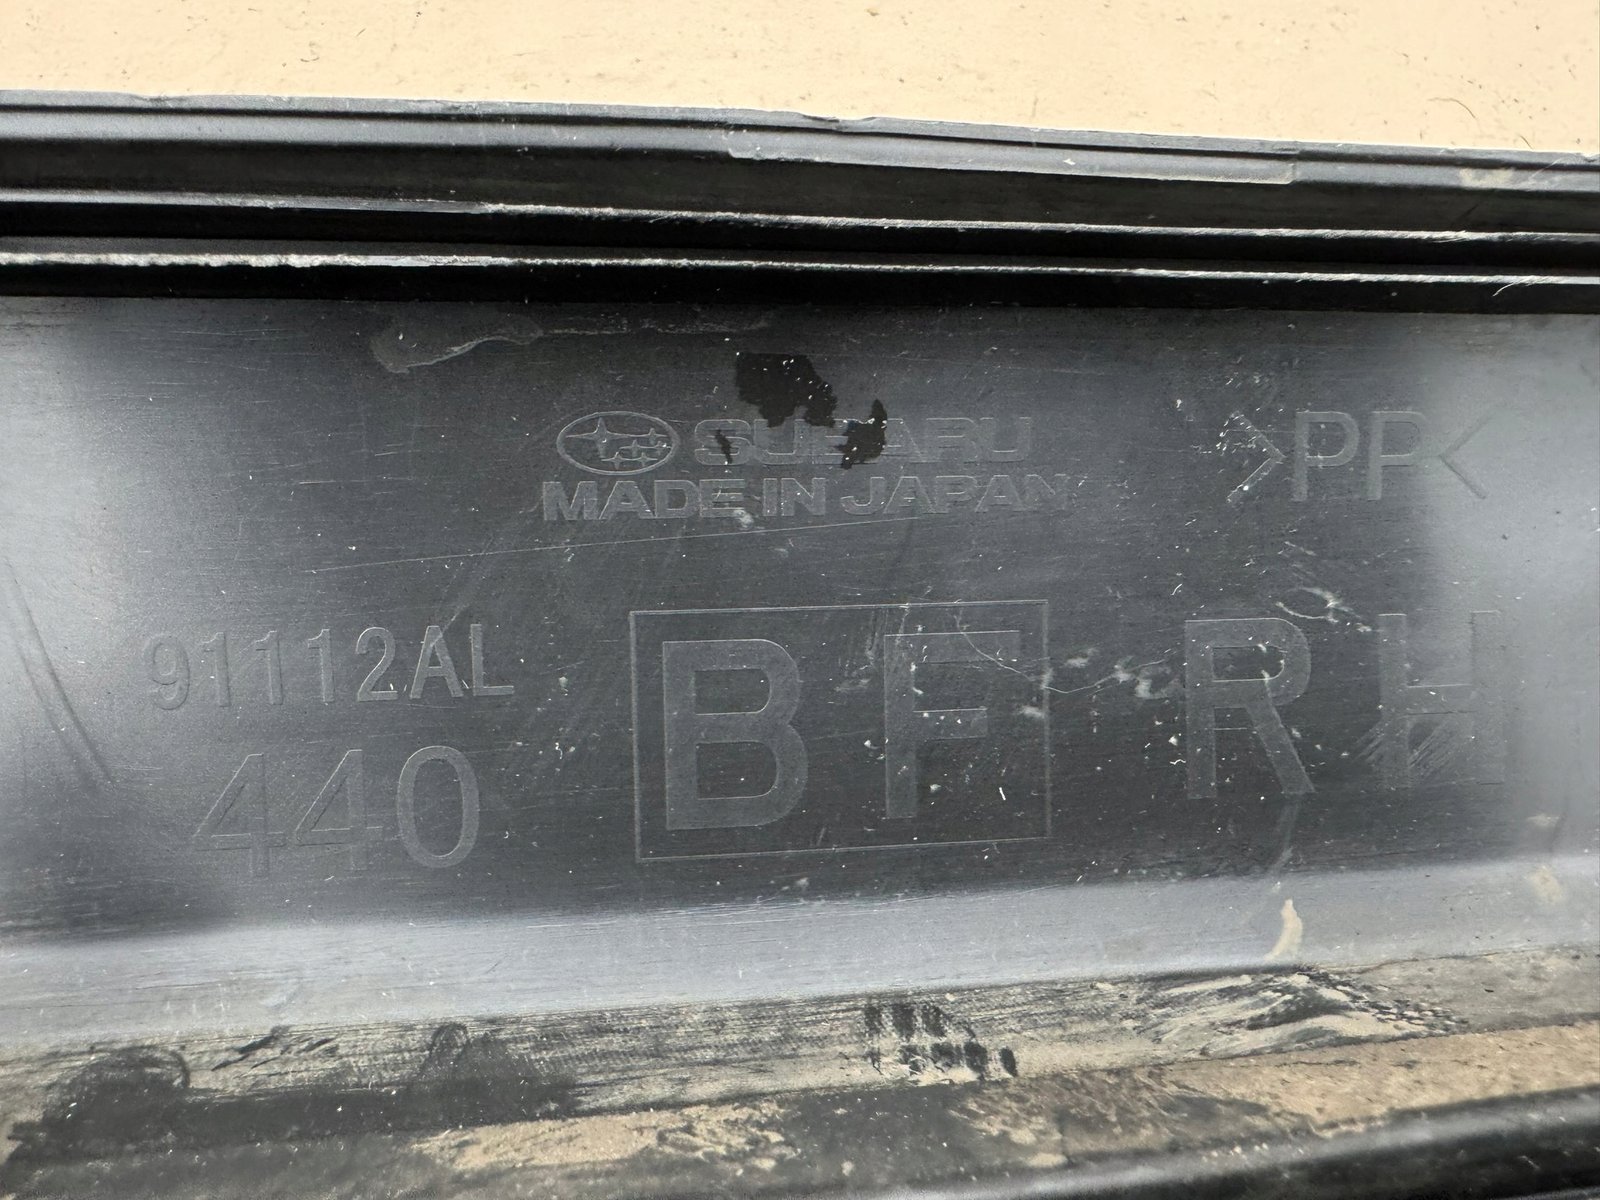 SUBARU
MADE IN JAPAN
>PP<
91112AL
440
BF
RH